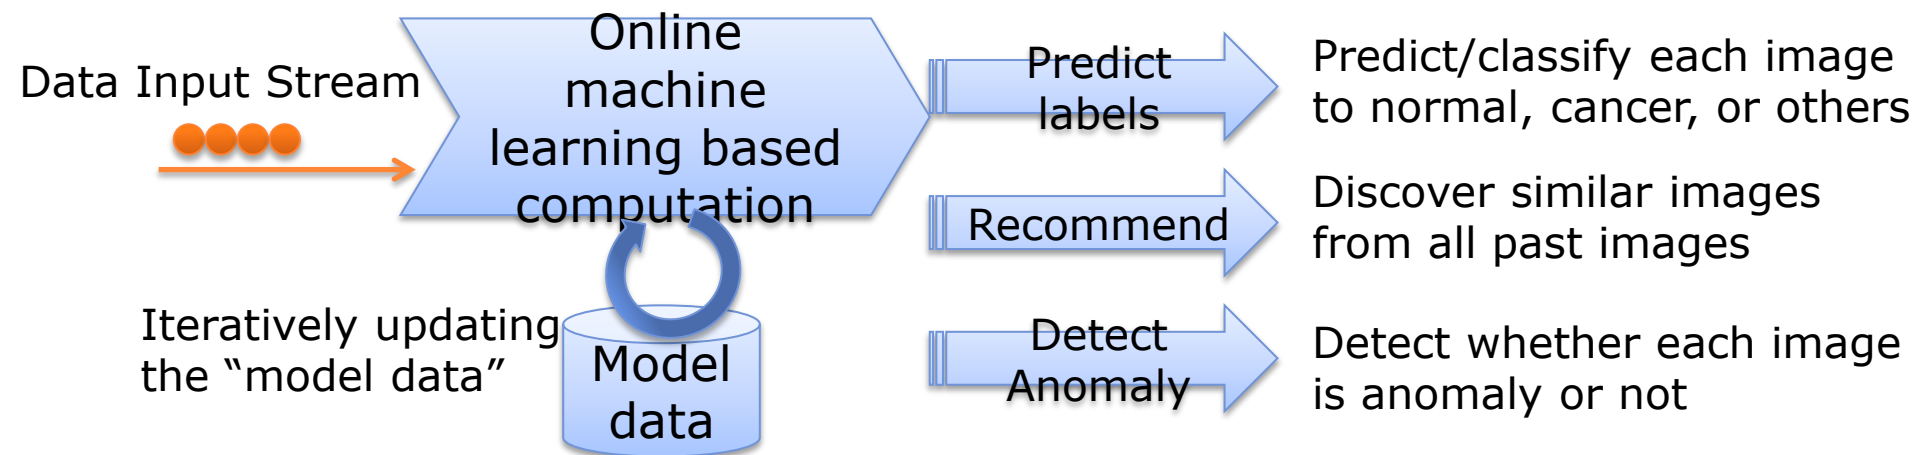 Data Input Stream
Online
machine
learning based
computation
Iteratively updating
the “model data”
Model
data
Predict
labels
Predict/classify each image
to normal, cancer, or others
Recommend
Discover similar images
from all past images
Detect
Anomaly
Detect whether each image
is anomaly or not